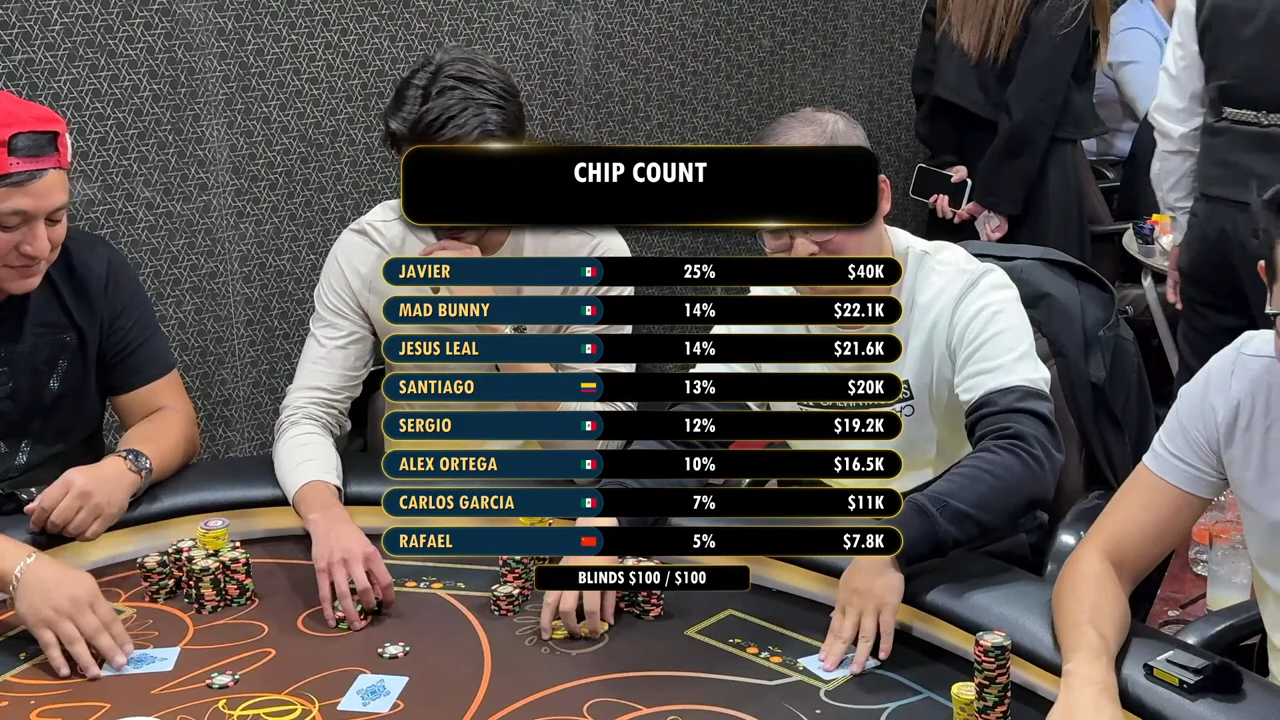 CHIP COUNT
JAVIER 25% $40K
MAD BUNNY 14% $22.1K
JESUS LEAL 14% $21.6K
SANTIAGO 13% $20K
SERGIO 12% $19.2K
ALEX ORTEGA 10% $16.5K
CARLOS GARCIA 7% $11K
RAFAEL 5% $7.8K
BLINDS $100 / $100